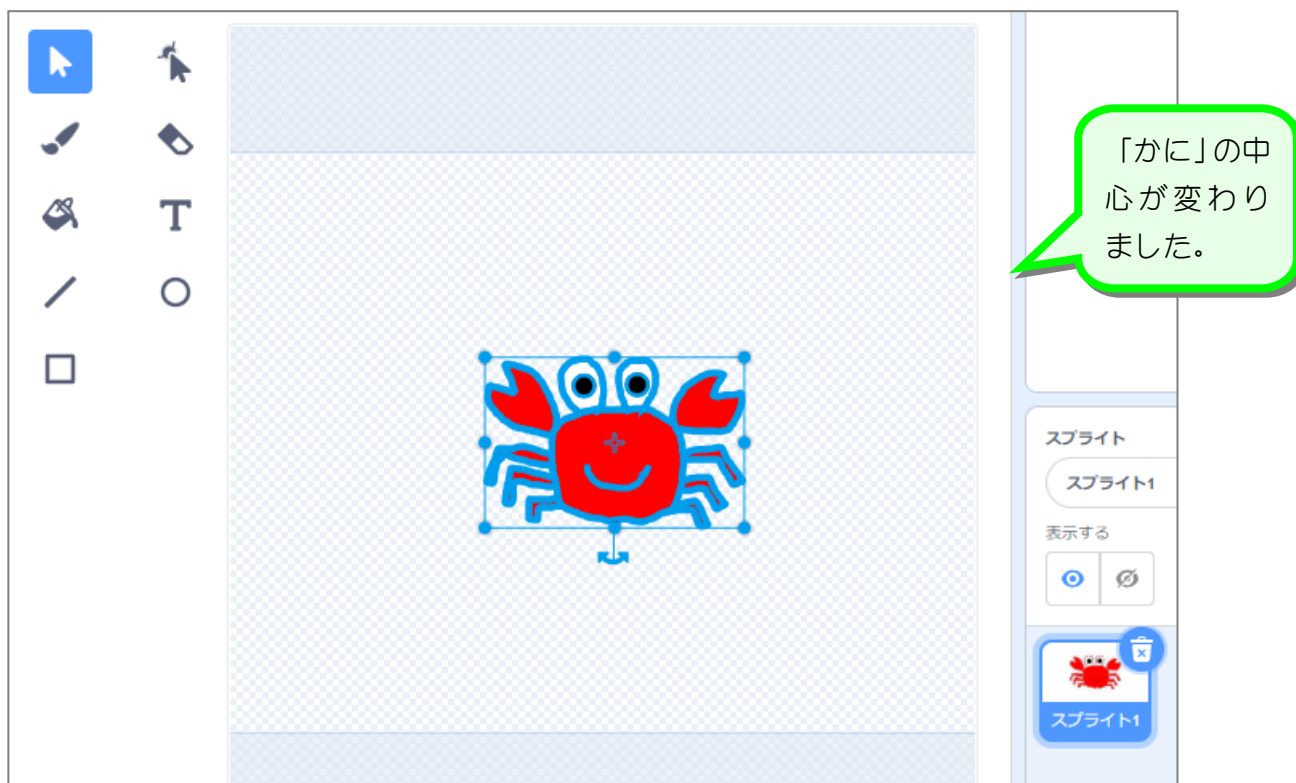 「かに」の中
心が変わり
ました。
T
スプライト
スプライト1
表示する
スプライト1